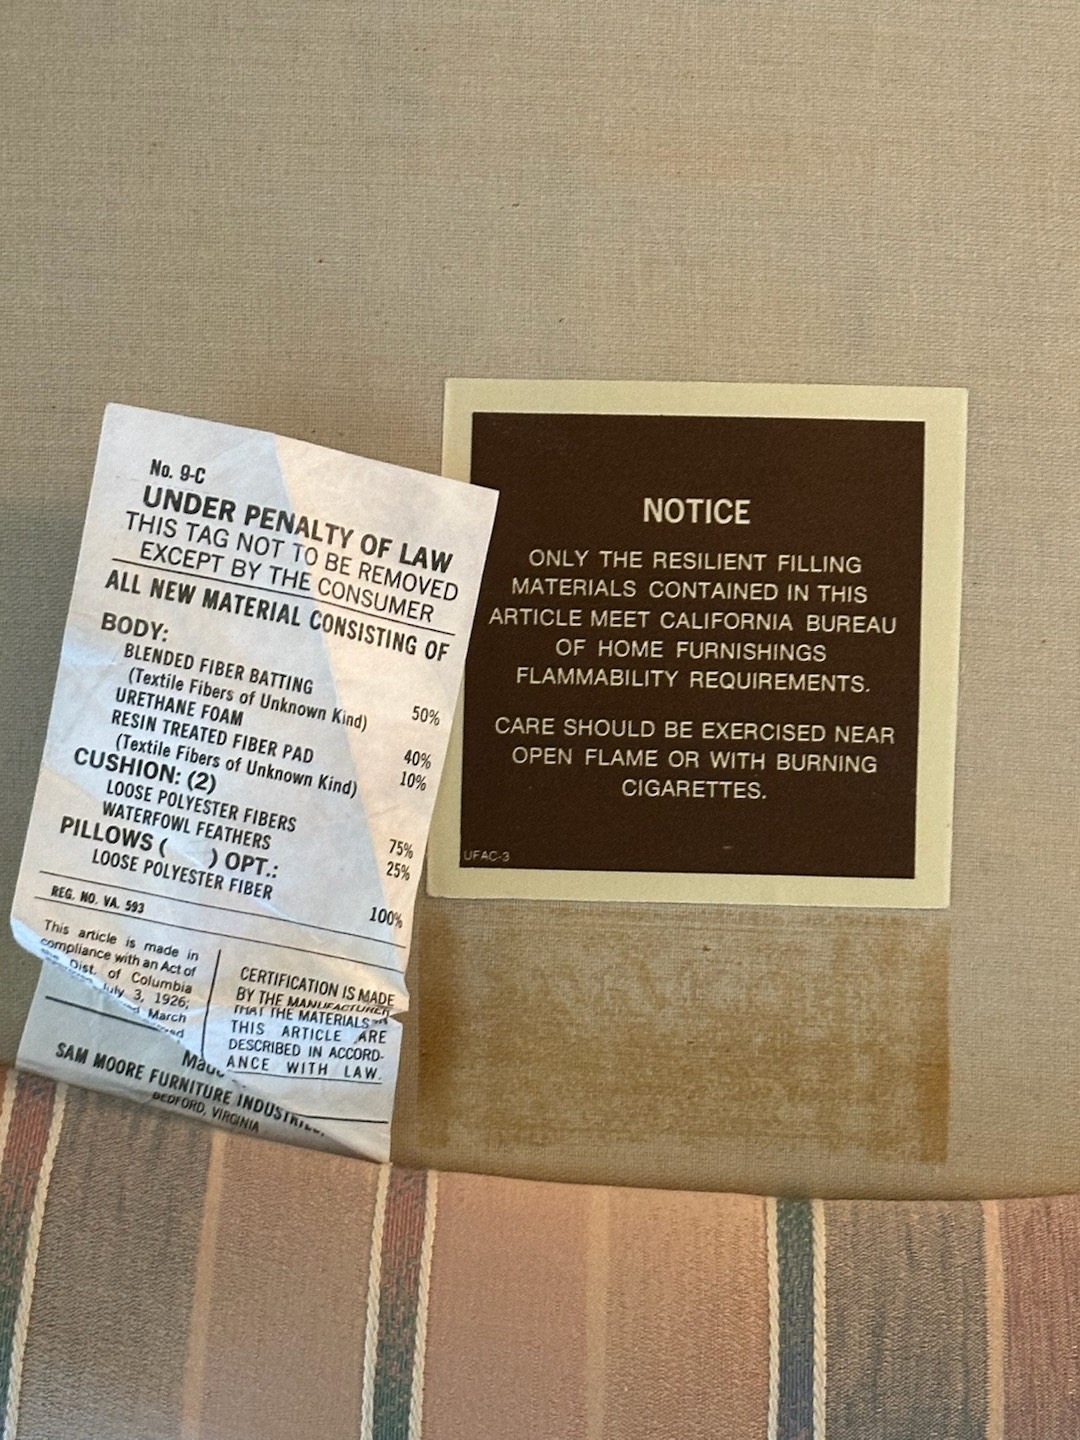 No. 9-C
UNDER PENALTY OF LAW
THIS TAG NOT TO BE REMOVED
EXCEPT BY THE CONSUMER
ALL NEW MATERIAL CONSISTING OF
BODY:
BLENDED FIBER BATTING
(Textile Fibers of Unknown Kind) 50%
URETHANE FOAM 40%
RESIN TREATED FIBER PAD
(Textile Fibers of Unknown Kind) 10%
CUSHION: (2)
LOOSE POLYESTER FIBERS 75%
WATERFOWL FEATHERS 25%
PILLOWS ( ) OPT.:
LOOSE POLYESTER FIBER 100%
REG. NO. VA. 593
This article is made in
compliance with an Act of
Dist. of Columbia
July 3, 1926;
March
CERTIFICATION IS MADE
BY THE MANUFACTURER
THAT THE MATERIALS IN
THIS ARTICLE ARE
DESCRIBED IN ACCORD-
ANCE WITH LAW.
SAM MOORE FURNITURE INDUSTRIES,
BEDFORD, VIRGINIA
NOTICE
ONLY THE RESILIENT FILLING
MATERIALS CONTAINED IN THIS
ARTICLE MEET CALIFORNIA BUREAU
OF HOME FURNISHINGS
FLAMMABILITY REQUIREMENTS.
CARE SHOULD BE EXERCISED NEAR
OPEN FLAME OR WITH BURNING
CIGARETTES.
UFAC-3